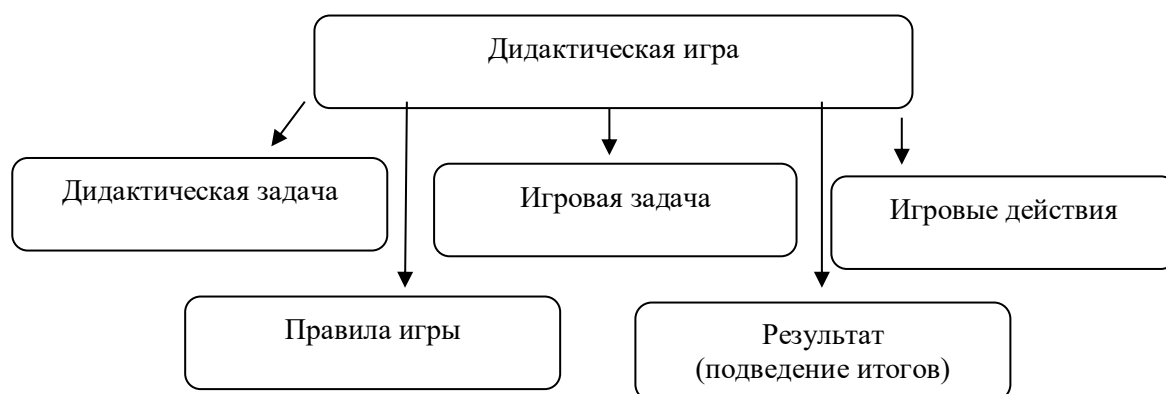 Дидактическая игра
Дидактическая задача
Игровая задача
Игровые действия
Правила игры
Результат
(подведение итогов)